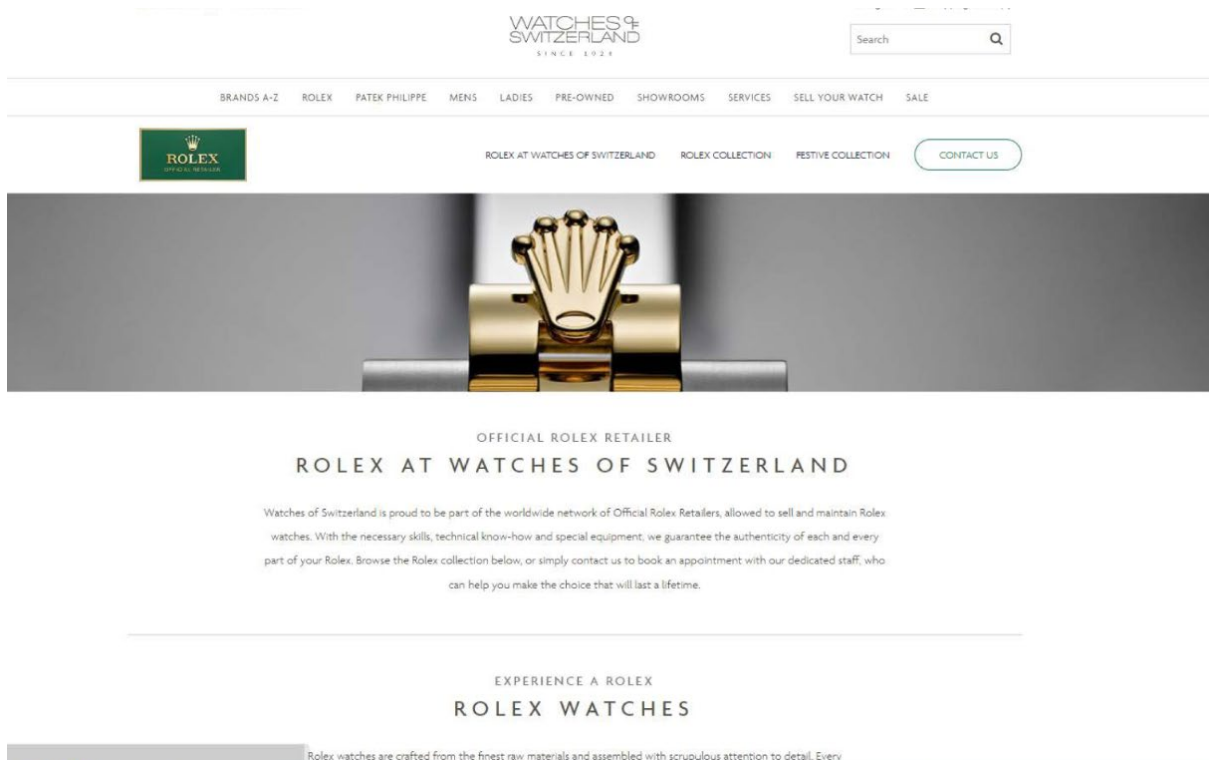 WATCHES OF
SWITZERLAND
SINCE 1924
Search
BRANDS A-Z ROLEX PATEK PHILIPPE MENS LADIES PRE-OWNED SHOWROOMS SERVICES SELL YOUR WATCH SALE
ROLEX
OFFICIAL RETAILER
ROLEX AT WATCHES OF SWITZERLAND ROLEX COLLECTION FESTIVE COLLECTION CONTACT US
OFFICIAL ROLEX RETAILER
ROLEX AT WATCHES OF SWITZERLAND
Watches of Switzerland is proud to be part of the worldwide network of Official Rolex Retailers, allowed to sell and maintain Rolex
watches. With the necessary skills, technical know-how and special equipment, we guarantee the authenticity of each and every
part of your Rolex. Browse the Rolex collection below, or simply contact us to book an appointment with our dedicated staff, who
can help you make the choice that will last a lifetime.
EXPERIENCE A ROLEX
ROLEX WATCHES
Rolex watches are crafted from the finest raw materials and assembled with scrupulous attention to detail. Every